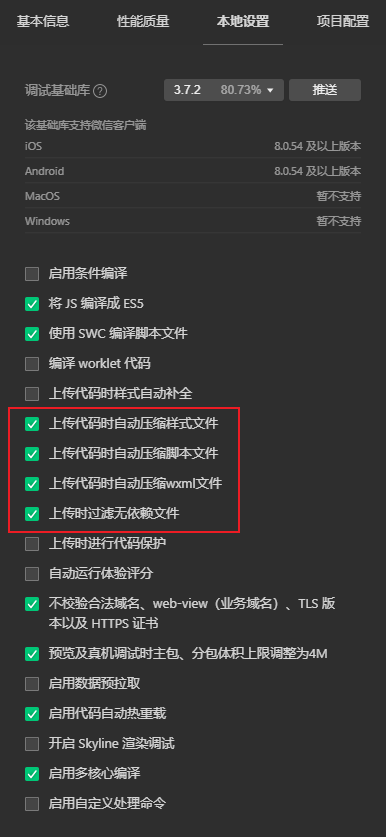 基本信息 性能质量 本地设置 项目配置
调试基础库 ? 3.7.2 80.73% 推送
该基础库支持微信客户端
iOS 8.0.54 及以上版本
Android 8.0.54 及以上版本
MacOS 暂不支持
Windows 暂不支持
启用条件编译
将 JS 编译成 ES5
使用 SWC 编译脚本文件
编译 worklet 代码
上传代码时样式自动补全
上传代码时自动压缩样式文件
上传代码时自动压缩脚本文件
上传代码时自动压缩wxml文件
上传时过滤无依赖文件
上传时进行代码保护
自动运行体验评分
不校验合法域名、web-view（业务域名）、TLS 版
本以及 HTTPS 证书
预览及真机调试时主包、分包体积上限调整为4M
启用数据预拉取
启用代码自动热重载
开启 Skyline 渲染调试
启用多核心编译
启用自定义处理命令